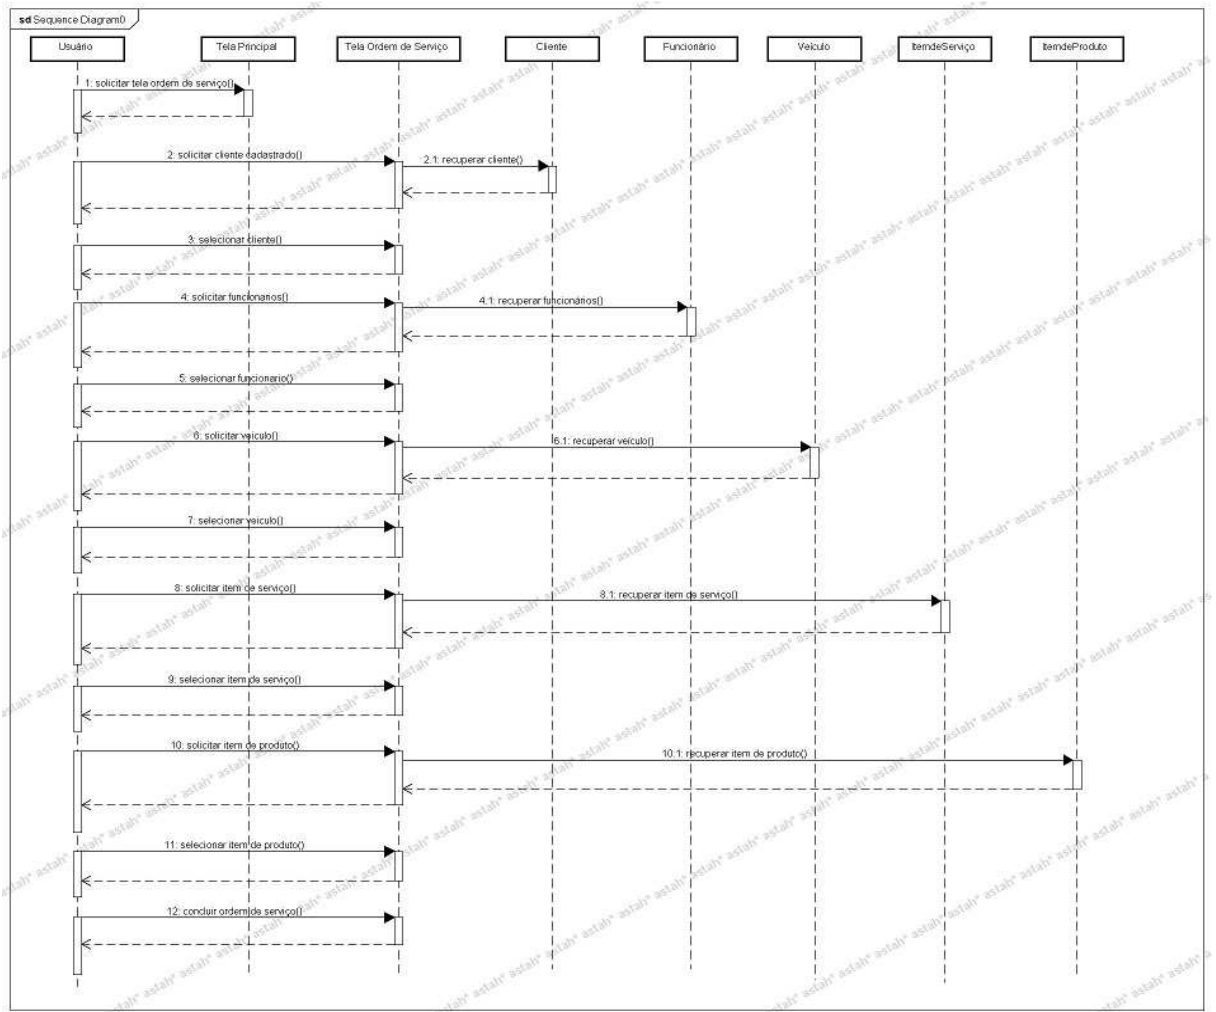 sd Sequence Diagram0
Usuário
Tela Principal
Tela Ordem de Serviço
Cliente
Funcionário
Veículo
ItemdeServiço
ItemdeProduto
1: solicitar tela ordem de serviço()
2: solicitar cliente cadastrado()
2.1: recuperar cliente()
3: selecionar cliente()
4: solicitar funcionarios()
4.1: recuperar funcionários()
5: selecionar funcionario()
6: solicitar veiculo()
6.1: recuperar veículo()
7: selecionar veiculo()
8: solicitar item de serviço()
8.1: recuperar item de serviço()
9: selecionar item de serviço()
10: solicitar item de produto()
10.1: recuperar item de produto()
11: selecionar item de produto()
12: concluir ordem de serviço()